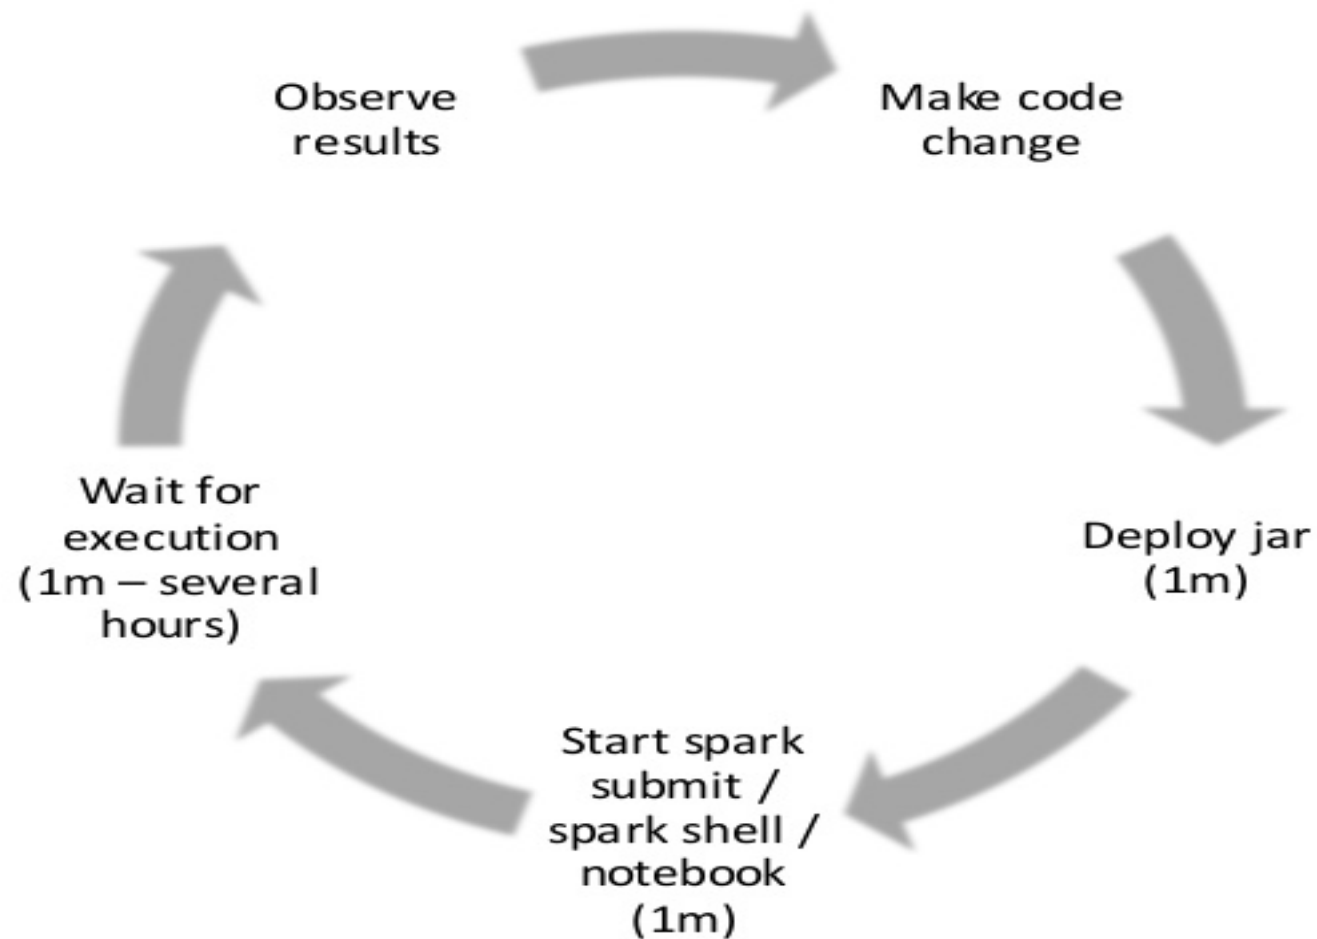 Observe
results
Make code
change
Deploy jar
(1m)
Start spark
submit /
spark shell /
notebook
(1m)
Wait for
execution
(1m – several
hours)